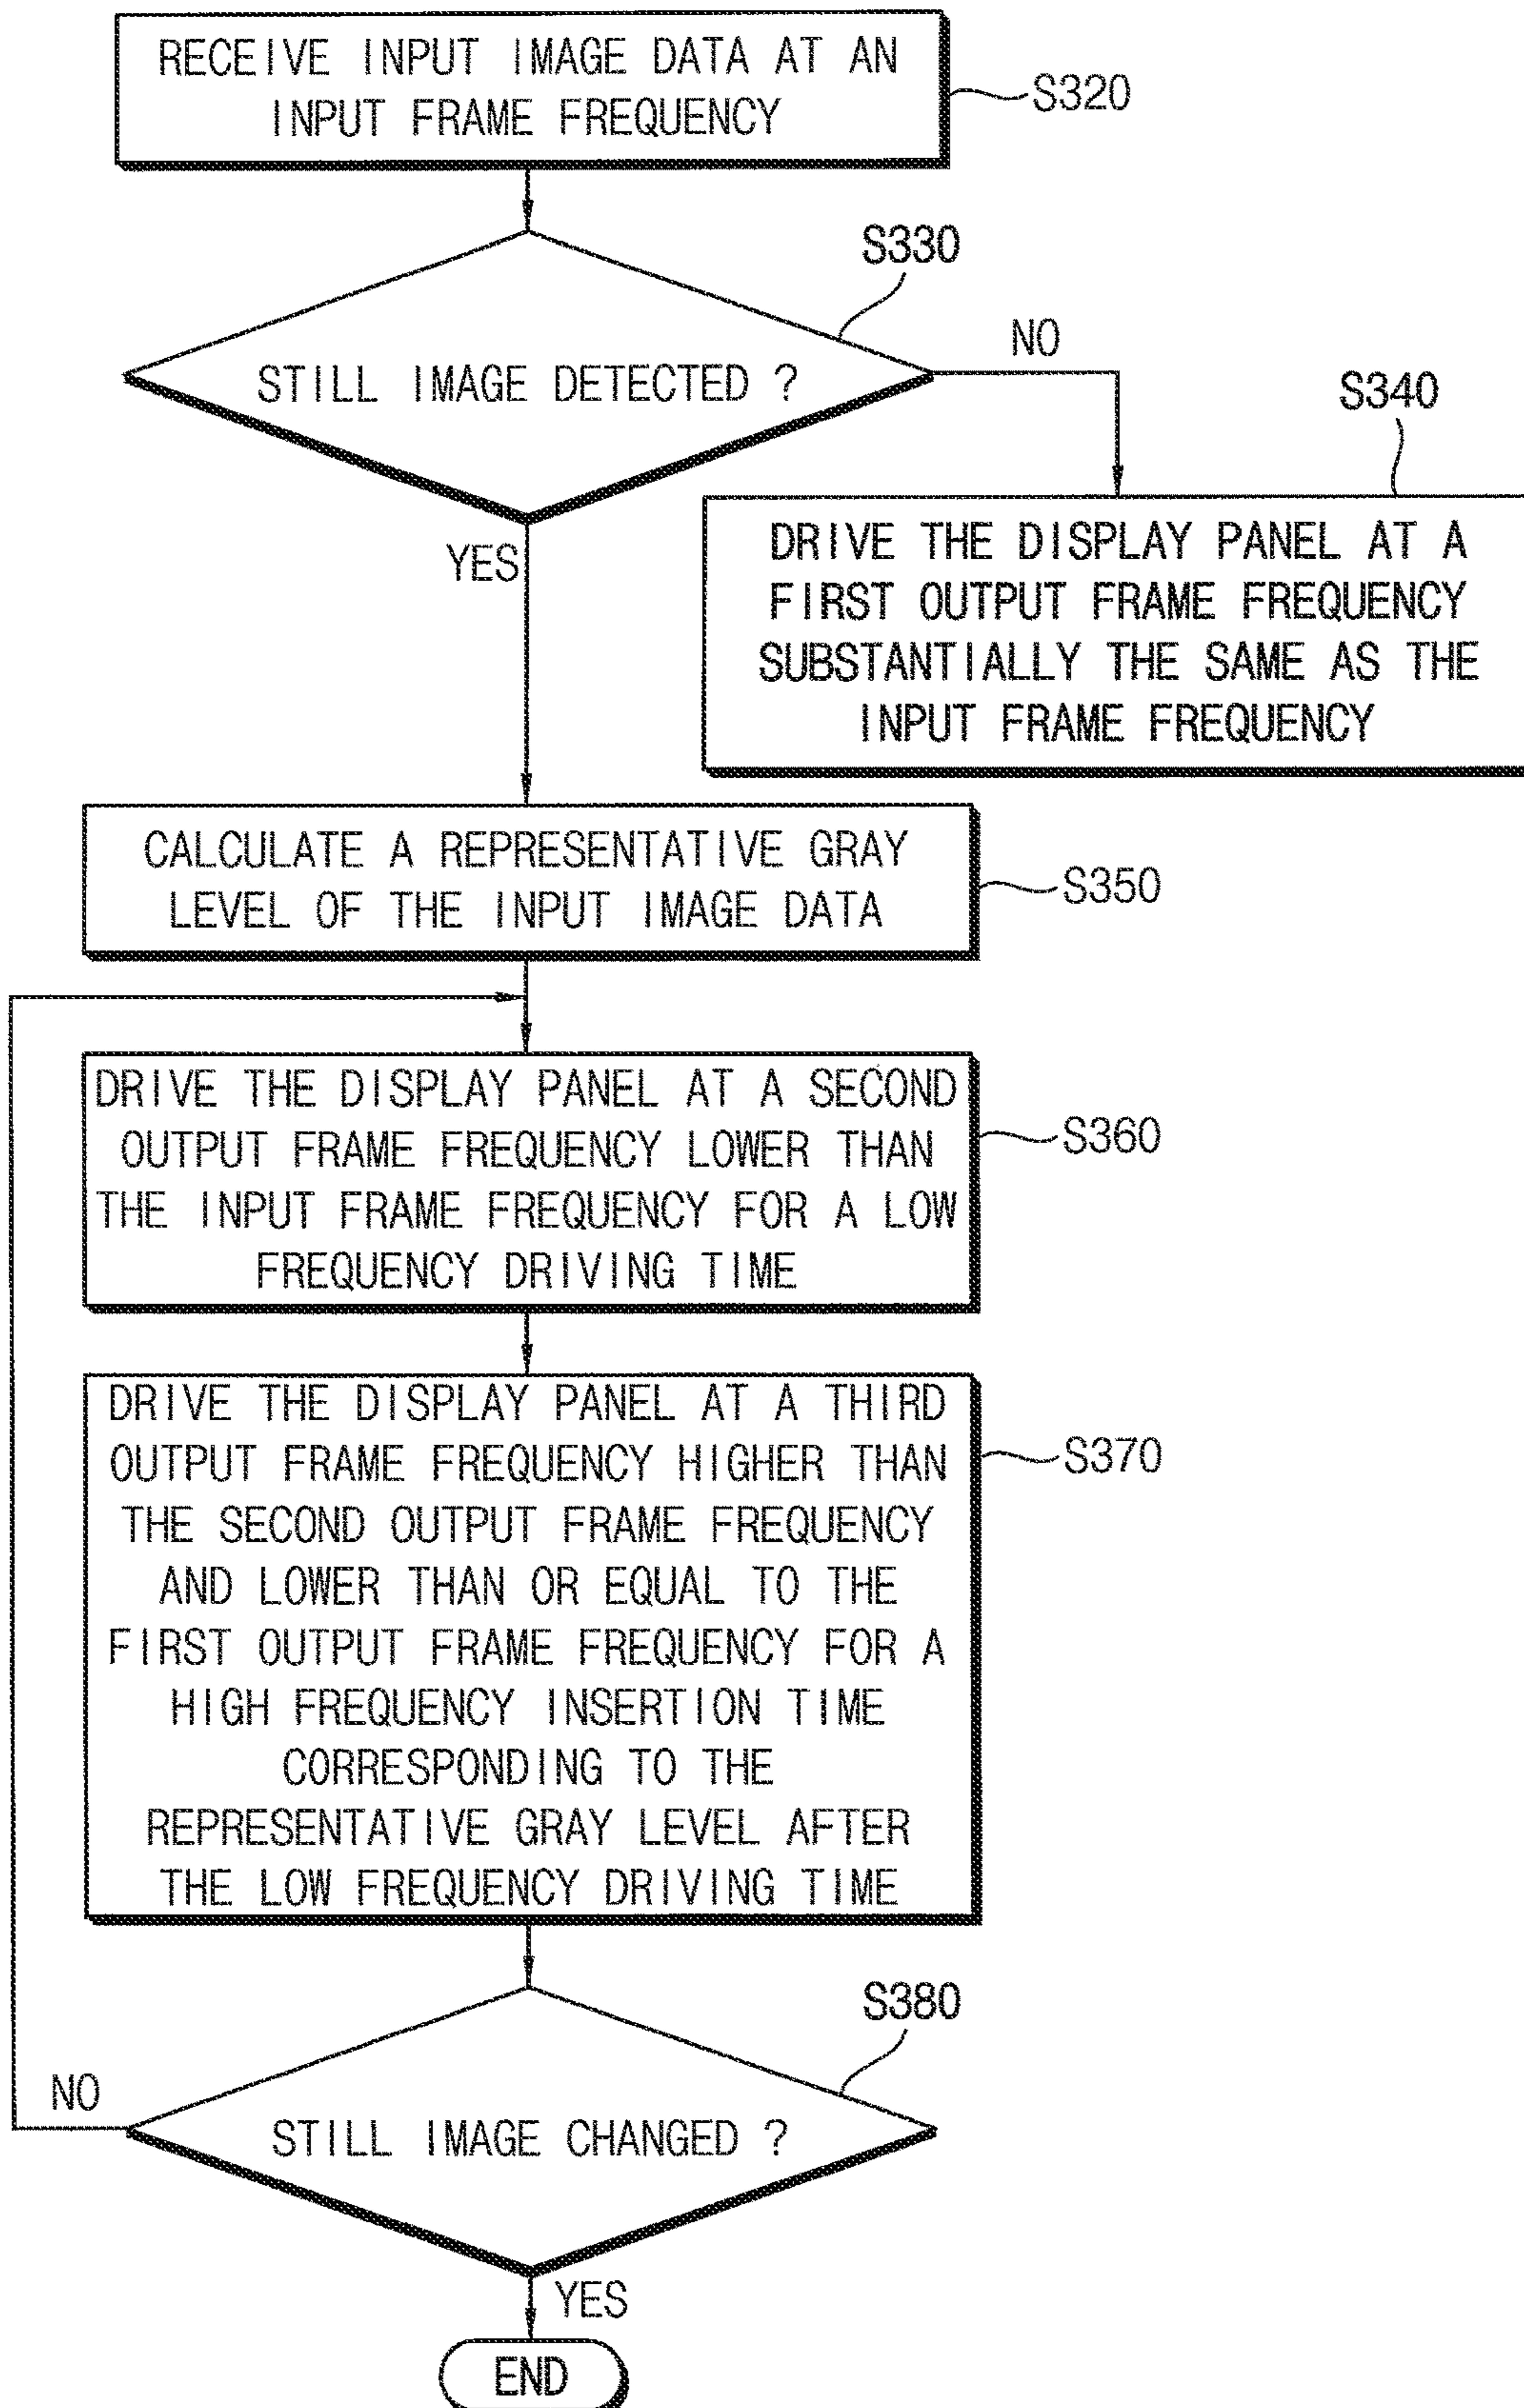 RECEIVE INPUT IMAGE DATA AT AN
INPUT FRAME FREQUENCY
S320
S330
STILL IMAGE DETECTED ?
NO
YES
S340
DRIVE THE DISPLAY PANEL AT A
FIRST OUTPUT FRAME FREQUENCY
SUBSTANTIALLY THE SAME AS THE
INPUT FRAME FREQUENCY
CALCULATE A REPRESENTATIVE GRAY
LEVEL OF THE INPUT IMAGE DATA
S350
DRIVE THE DISPLAY PANEL AT A SECOND
OUTPUT FRAME FREQUENCY LOWER THAN
THE INPUT FRAME FREQUENCY FOR A LOW
FREQUENCY DRIVING TIME
S360
DRIVE THE DISPLAY PANEL AT A THIRD
OUTPUT FRAME FREQUENCY HIGHER THAN
THE SECOND OUTPUT FRAME FREQUENCY
AND LOWER THAN OR EQUAL TO THE
FIRST OUTPUT FRAME FREQUENCY FOR A
HIGH FREQUENCY INSERTION TIME
CORRESPONDING TO THE
REPRESENTATIVE GRAY LEVEL AFTER
THE LOW FREQUENCY DRIVING TIME
S370
S380
STILL IMAGE CHANGED ?
NO
YES
END